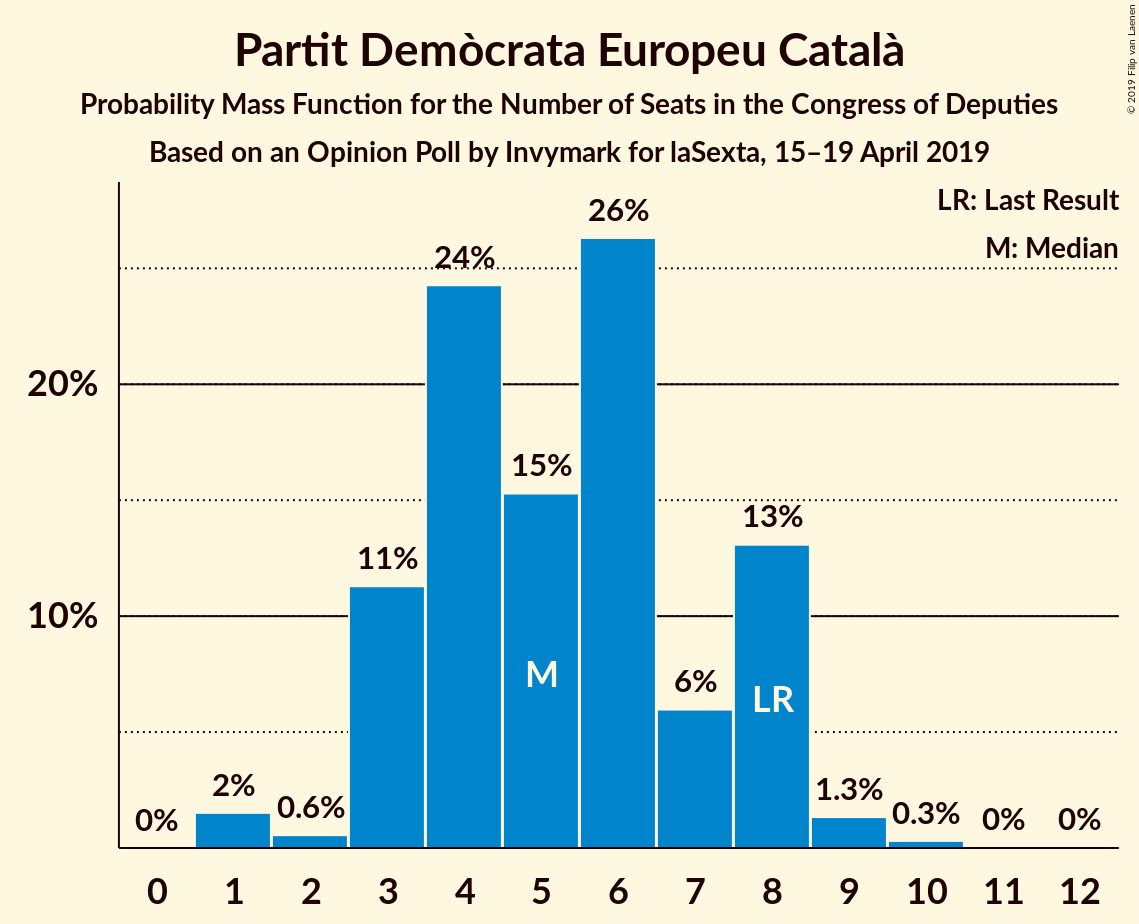 Partit Demòcrata Europeu Català
Probability Mass Function for the Number of Seats in the Congress of Deputies
Based on an Opinion Poll by Invymark for laSexta, 15–19 April 2019
© 2019 Filip van Laenen
LR: Last Result
M: Median
20%
10%
0%
2%
0.6%
11%
24%
15%
26%
6%
13%
1.3%
0.3%
0%
0%
M
LR
0 1 2 3 4 5 6 7 8 9 10 11 12